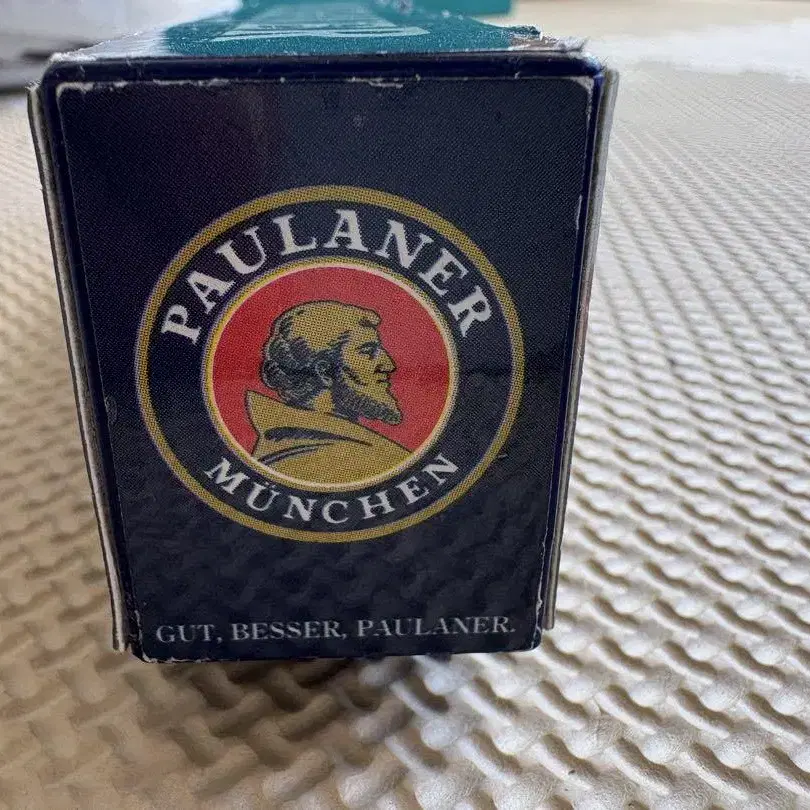 PAULANER
MÜNCHEN
GUT, BESSER, PAULANER.